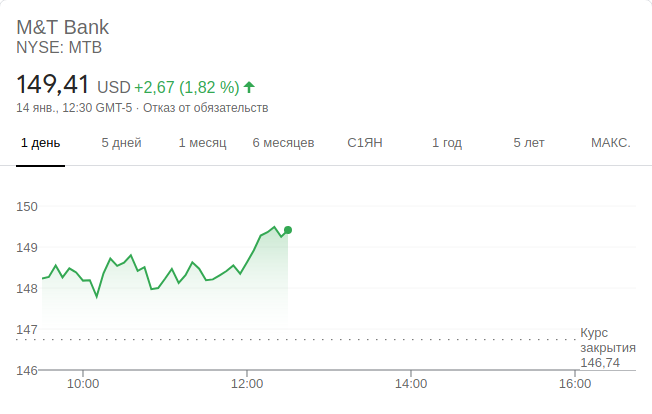 M&T Bank
NYSE: MTB
149,41 USD +2,67 (1,82 %)
14 янв., 12:30 GMT-5 · Отказ от обязательств
1 день 5 дней 1 месяц 6 месяцев С1ЯН 1 год 5 лет МАКС.
150
149
148
147
146
Курс
закрытия
146,74
10:00 12:00 14:00 16:00